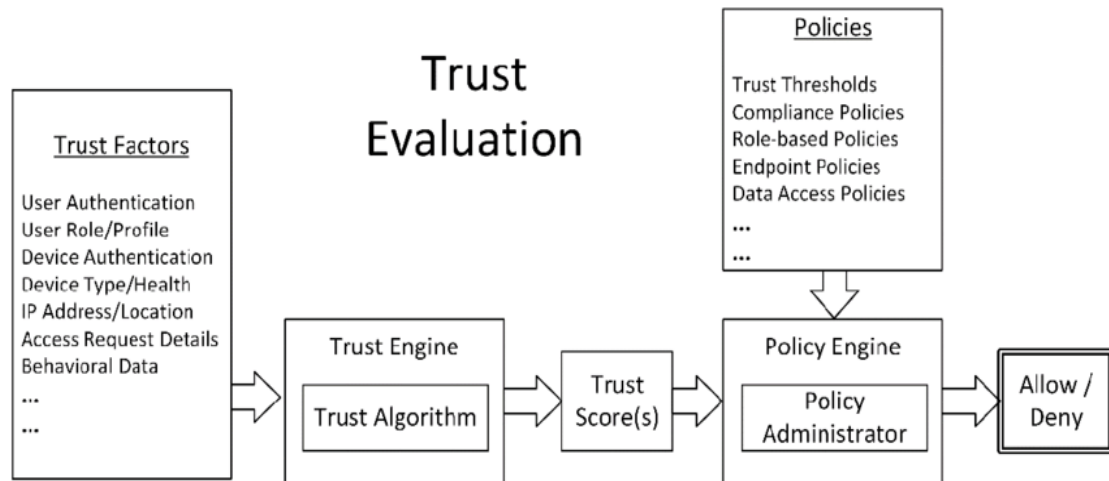 Trust
Evaluation
Trust Factors
User Authentication
User Role/Profile
Device Authentication
Device Type/Health
IP Address/Location
Access Request Details
Behavioral Data
...
...
Trust Engine
Trust Algorithm
Trust
Score(s)
Policies
Trust Thresholds
Compliance Policies
Role-based Policies
Endpoint Policies
Data Access Policies
...
...
Policy Engine
Policy
Administrator
Allow /
Deny